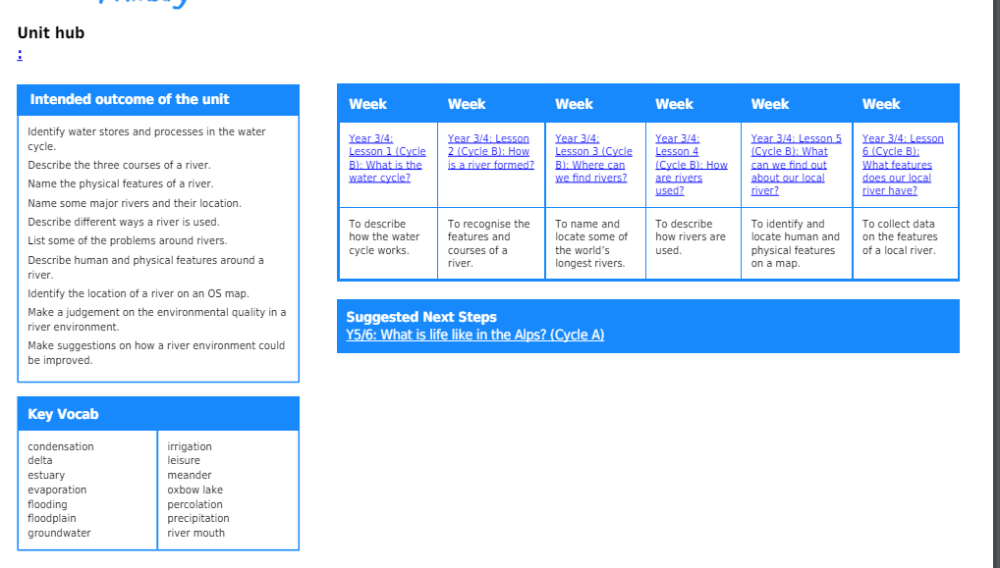 Unit hub
:
Intended outcome of the unit
Identify water stores and processes in the water
cycle.
Describe the three courses of a river.
Name the physical features of a river.
Name some major rivers and their location.
Describe different ways a river is used.
List some of the problems around rivers.
Describe human and physical features around a
river.
Identify the location of a river on an OS map.
Make a judgement on the environmental quality in a
river environment.
Make suggestions on how a river environment could
be improved.
Key Vocab
condensation
delta
estuary
evaporation
flooding
floodplain
groundwater
irrigation
leisure
meander
oxbow lake
percolation
precipitation
river mouth
Week
Week
Week
Week
Week
Week
Year 3/4:
Lesson 1 (Cycle
B): What is the
water cycle?
Year 3/4: Lesson
2 (Cycle B): How
is a river formed?
Year 3/4:
Lesson 3 (Cycle
B): Where can
we find rivers?
Year 3/4:
Lesson 4
(Cycle B): How
are rivers
used?
Year 3/4: Lesson 5
(Cycle B): What
can we find out
about our local
river?
Year 3/4: Lesson
6 (Cycle B):
What features
does our local
river have?
To describe
how the water
cycle works.
To recognise the
features and
courses of a
river.
To name and
locate some of
the world's
longest rivers.
To describe
how rivers are
used.
To identify and
locate human and
physical features
on a map.
To collect data
on the features
of a local river.
Suggested Next Steps
Y5/6: What is life like in the Alps? (Cycle A)